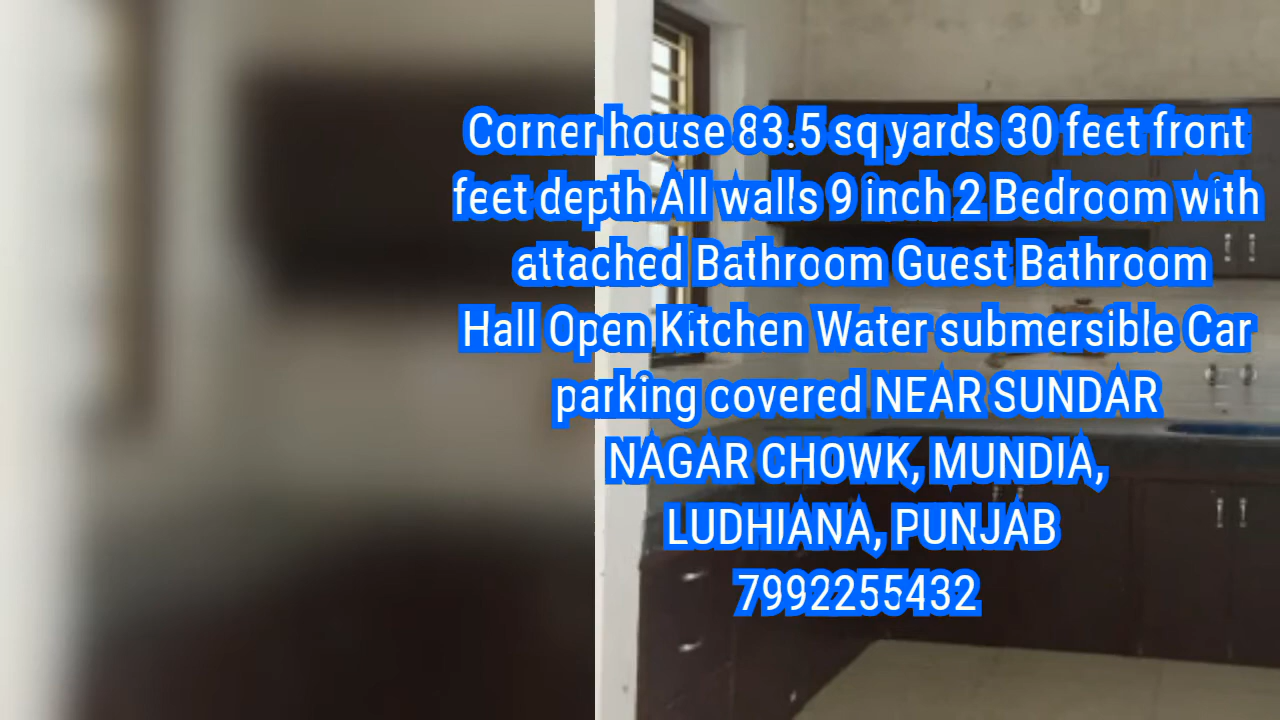 Corner house 83.5 sq yards 30 feet front
feet depth All walls 9 inch 2 Bedroom with
attached Bathroom Guest Bathroom
Hall Open Kitchen Water submersible Car
parking covered NEAR SUNDAR
NAGAR CHOWK, MUNDIA,
LUDHIANA, PUNJAB
7992255432